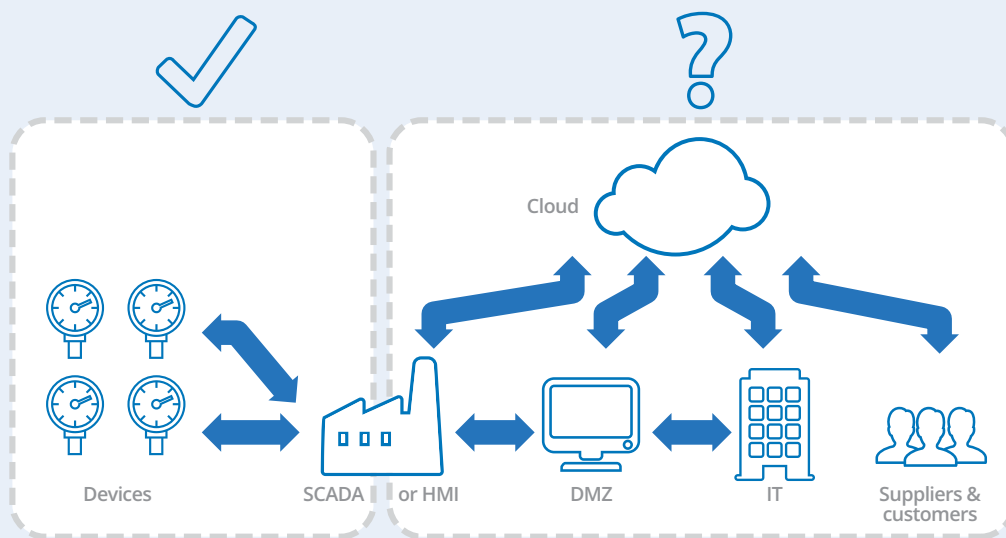 Cloud
Devices
SCADA or HMI
DMZ
IT
Suppliers &
customers